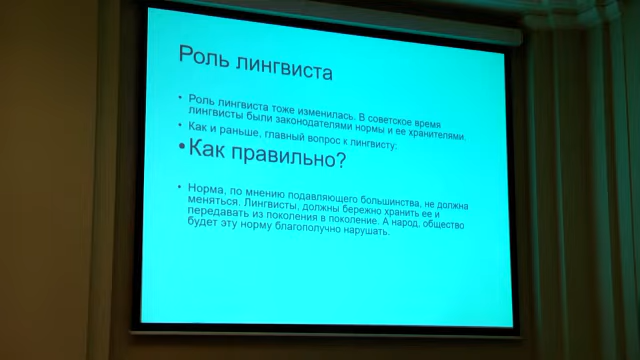 Роль лингвиста
• Роль лингвиста тоже изменилась. В советское время
лингвисты были законодателями нормы и ее хранителями.
• Как и раньше, главный вопрос к лингвисту:
• Как правильно?
• Норма, по мнению подавляющего большинства, не должна
меняться. Лингвисты, должны бережно хранить ее и
передавать из поколения в поколение. А народ, общество
будет эту норму благополучно нарушать.